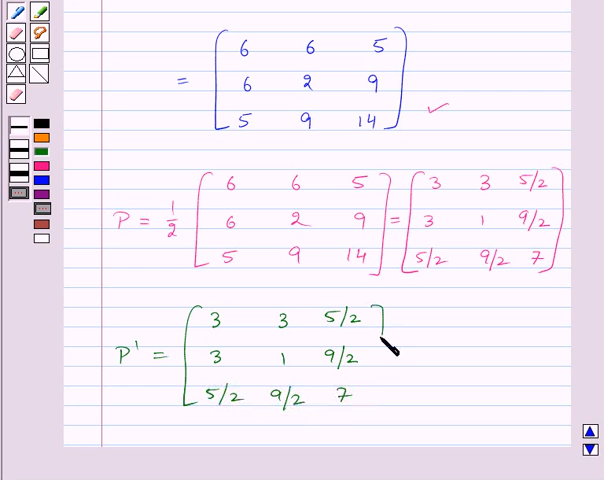 6 6 5
= 6 2 9
5 9 14 ✓
6 6 5 3 3 5/2
P = 1/2 6 2 9 = 3 1 9/2
5 9 14 5/2 9/2 7
3 3 5/2
P' = 3 1 9/2
5/2 9/2 7